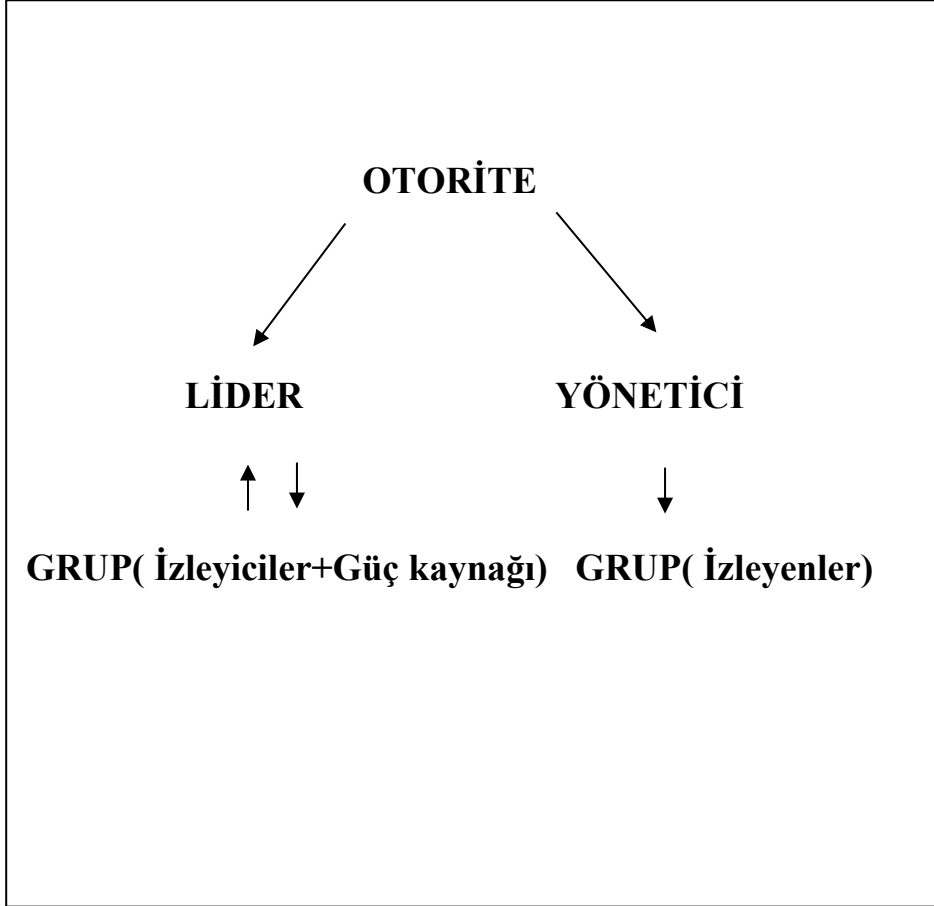 OTORİTE
LİDER YÖNETİCİ
GRUP( İzleyiciler+Güç kaynağı) GRUP( İzleyenler)